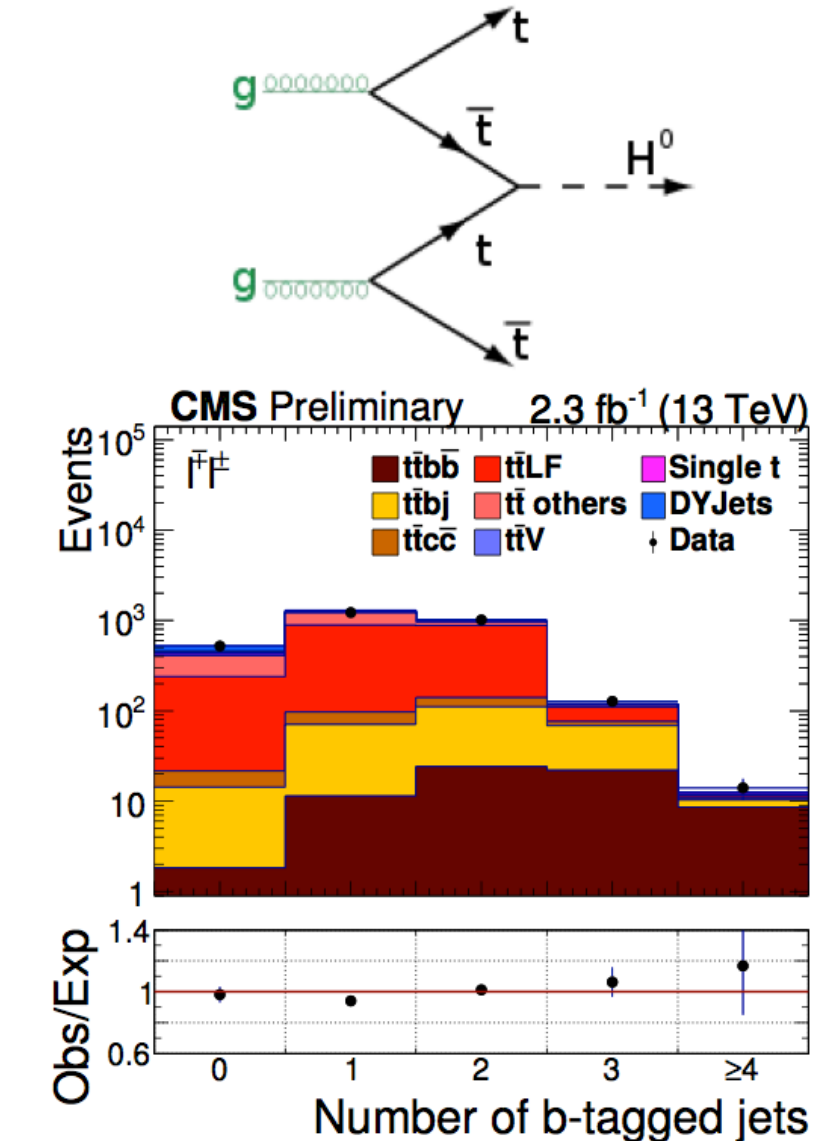 t
g
t̅
H⁰
t
g
t̅
CMS Preliminary 2.3 fb⁻¹ (13 TeV)
Events
10⁵
10⁴
10³
10²
10
1
l∓l±
tt̅bb̅ tt̅LF Single t
tt̅bj tt̅ others DYJets
tt̅cc̅ tt̅V Data
Obs/Exp
1.4
1
0.6
0 1 2 3 ≥4
Number of b-tagged jets